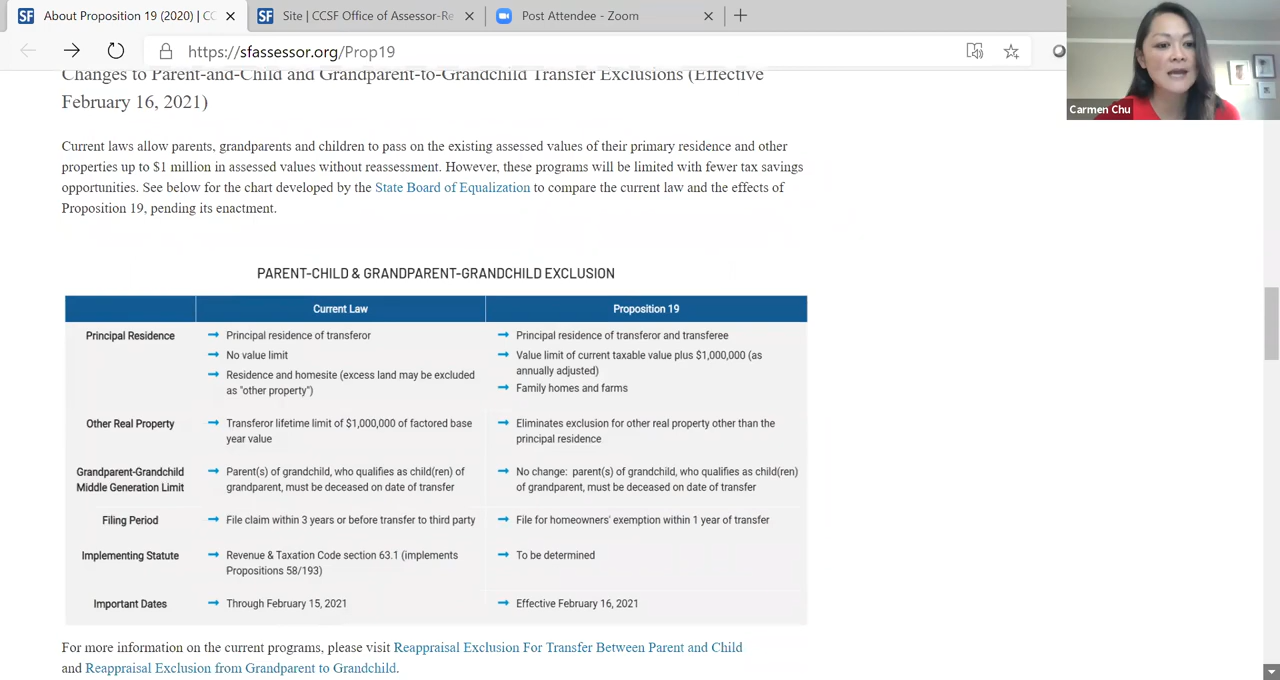 About Proposition 19 (2020) | CC
Site | CCSF Office of Assessor-Re
Post Attendee - Zoom
https://sfassessor.org/Prop19
Carmen Chu
Changes to Parent-and-Child and Grandparent-to-Grandchild Transfer Exclusions (Effective
February 16, 2021)
Current laws allow parents, grandparents and children to pass on the existing assessed values of their primary residence and other
properties up to $1 million in assessed values without reassessment. However, these programs will be limited with fewer tax savings
opportunities. See below for the chart developed by the State Board of Equalization to compare the current law and the effects of
Proposition 19, pending its enactment.
PARENT-CHILD & GRANDPARENT-GRANDCHILD EXCLUSION
Current Law
Proposition 19
Principal Residence
→ Principal residence of transferor
→ No value limit
→ Residence and homesite (excess land may be excluded
as "other property")
→ Principal residence of transferor and transferee
→ Value limit of current taxable value plus $1,000,000 (as
annually adjusted)
→ Family homes and farms
Other Real Property
→ Transferor lifetime limit of $1,000,000 of factored base
year value
→ Eliminates exclusion for other real property other than the
principal residence
Grandparent-Grandchild
Middle Generation Limit
→ Parent(s) of grandchild, who qualifies as child(ren) of
grandparent, must be deceased on date of transfer
→ No change: parent(s) of grandchild, who qualifies as child(ren)
of grandparent, must be deceased on date of transfer
Filing Period
→ File claim within 3 years or before transfer to third party
→ File for homeowners' exemption within 1 year of transfer
Implementing Statute
→ Revenue & Taxation Code section 63.1 (implements
Propositions 58/193)
→ To be determined
Important Dates
→ Through February 15, 2021
→ Effective February 16, 2021
For more information on the current programs, please visit Reappraisal Exclusion For Transfer Between Parent and Child
and Reappraisal Exclusion from Grandparent to Grandchild.